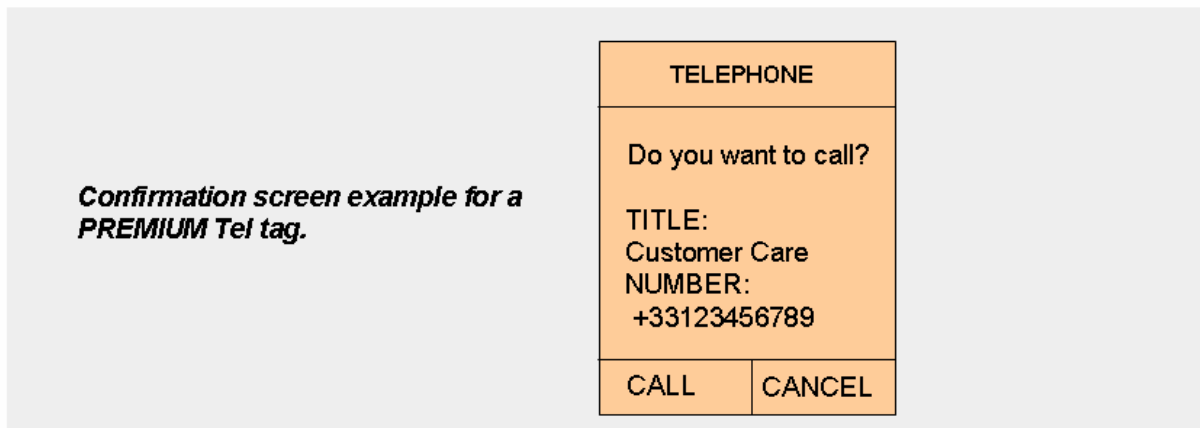 Confirmation screen example for a
PREMIUM Tel tag.
TELEPHONE
Do you want to call?
TITLE:
Customer Care
NUMBER:
+33123456789
CALL
CANCEL